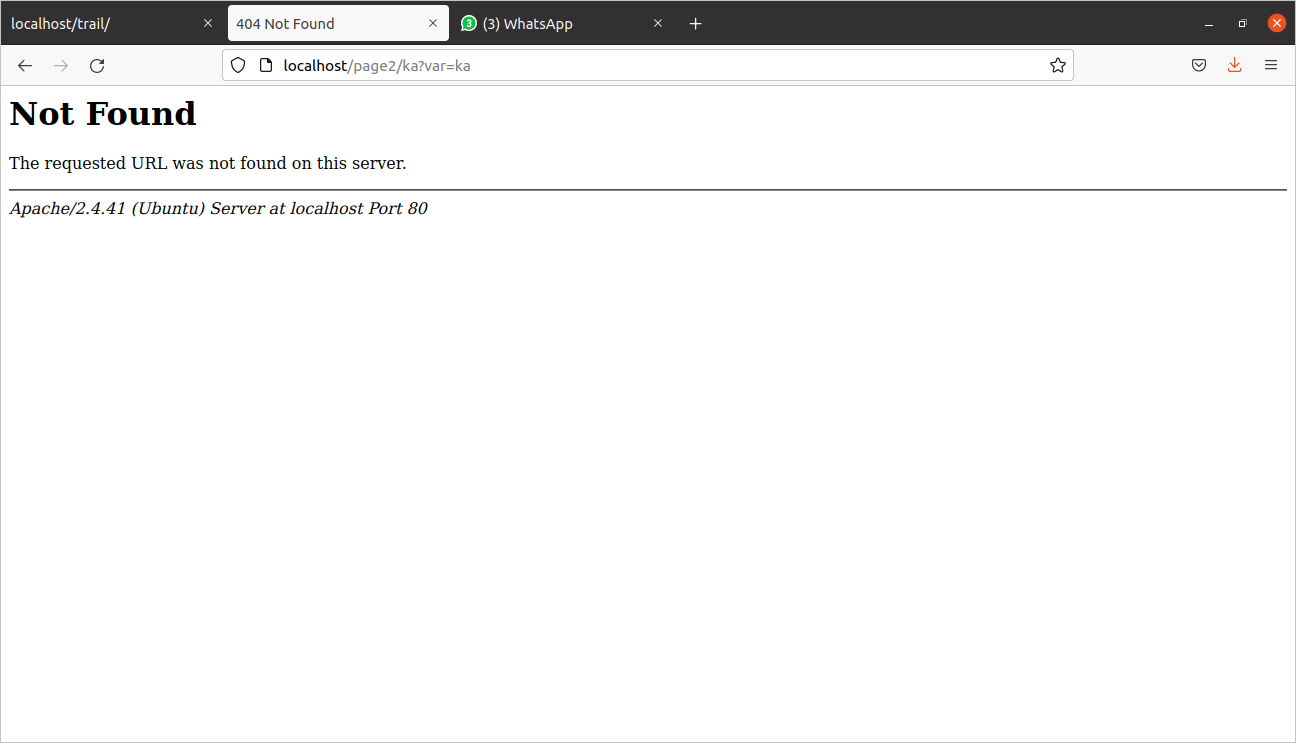 localhost/trail/
404 Not Found
3 (3) WhatsApp
localhost/page2/ka?var=ka
Not Found
The requested URL was not found on this server.
Apache/2.4.41 (Ubuntu) Server at localhost Port 80